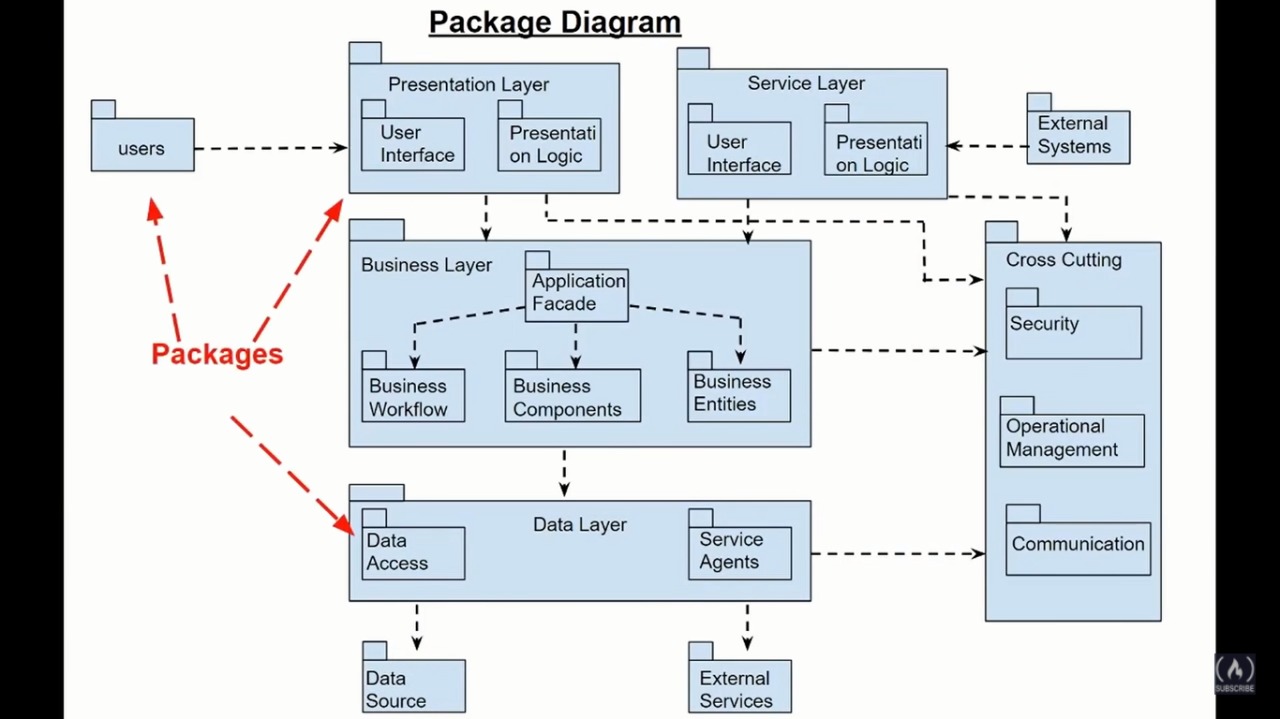 Package Diagram
Presentation Layer
Service Layer
users
User
Interface
Presentati
on Logic
User
Interface
Presentati
on Logic
External
Systems
Business Layer
Application
Facade
Cross Cutting
Security
Packages
Business
Workflow
Business
Components
Business
Entities
Operational
Management
Data Layer
Data
Access
Service
Agents
Communication
Data
Source
External
Services
SUBSCRIBE